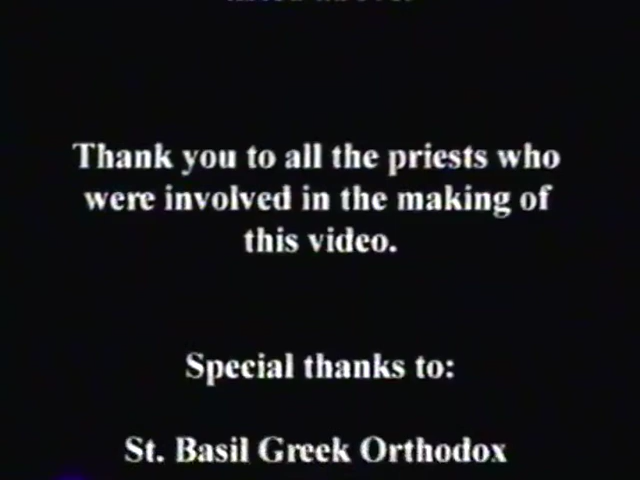 Thank you to all the priests who
were involved in the making of
this video.
Special thanks to:
St. Basil Greek Orthodox